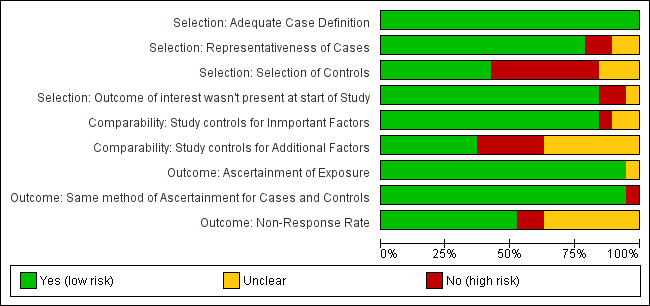 Selection: Adequate Case Definition
Selection: Representativeness of Cases
Selection: Selection of Controls
Selection: Outcome of interest wasn't present at start of Study
Comparability: Study controls for Inmportant Factors
Comparability: Study controls for Additional Factors
Outcome: Ascertainment of Exposure
Outcome: Same method of Ascertainment for Cases and Controls
Outcome: Non-Response Rate
0% 25% 50% 75% 100%
Yes (low risk) Unclear No (high risk)